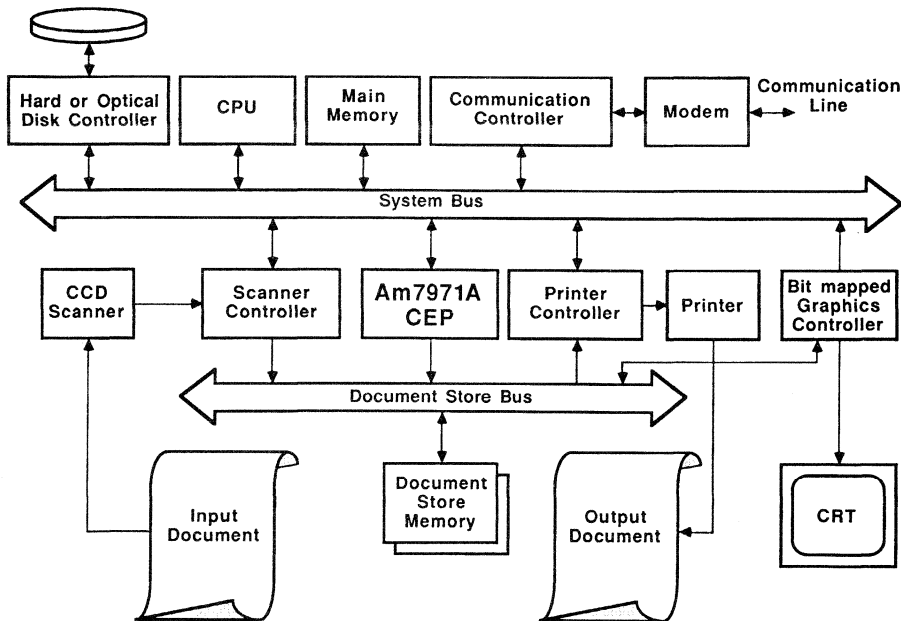 Hard or Optical
Disk Controller
CPU
Main
Memory
Communication
Controller
Modem
Communication
Line
System Bus
CCD
Scanner
Scanner
Controller
Am7971A
CEP
Printer
Controller
Printer
Bit mapped
Graphics
Controller
Document Store Bus
Input
Document
Document
Store
Memory
Output
Document
CRT